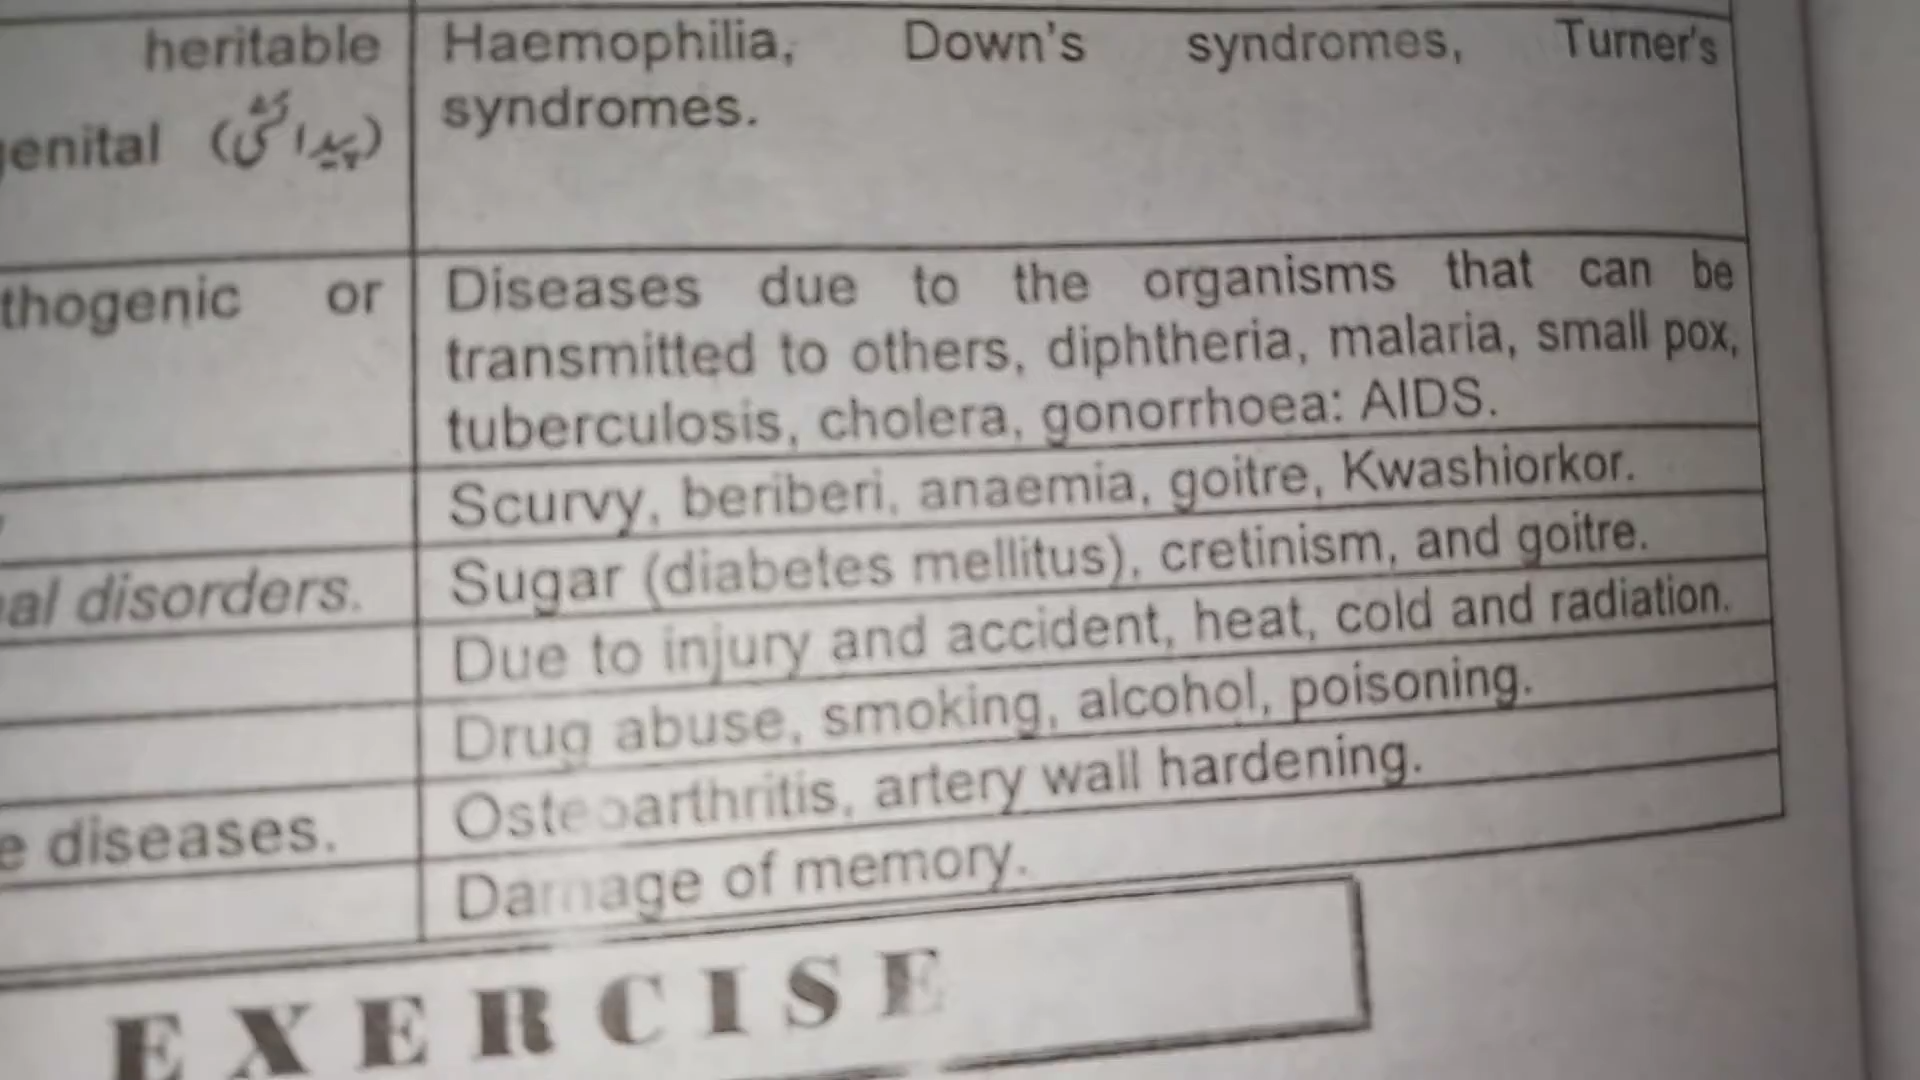 heritable Haemophilia, Down's syndromes, Turner's
genital (پیدائشی) syndromes.
thogenic or Diseases due to the organisms that can be
transmitted to others, diphtheria, malaria, small pox,
tuberculosis, cholera, gonorrhoea: AIDS.
Scurvy, beriberi, anaemia, goitre, Kwashiorkor.
al disorders. Sugar (diabetes mellitus), cretinism, and goitre.
Due to injury and accident, heat, cold and radiation.
Drug abuse, smoking, alcohol, poisoning.
e diseases. Osteoarthritis, artery wall hardening.
Damage of memory.
EXERCISE